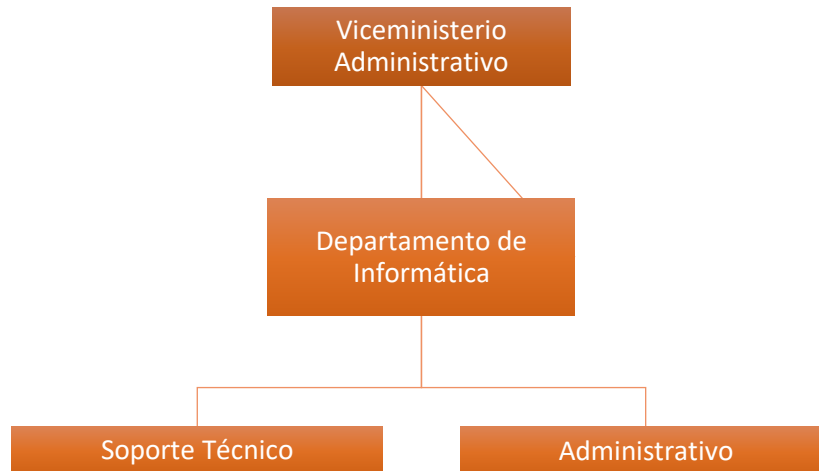 Viceministerio
Administrativo
Departamento de
Informática
Soporte Técnico
Administrativo